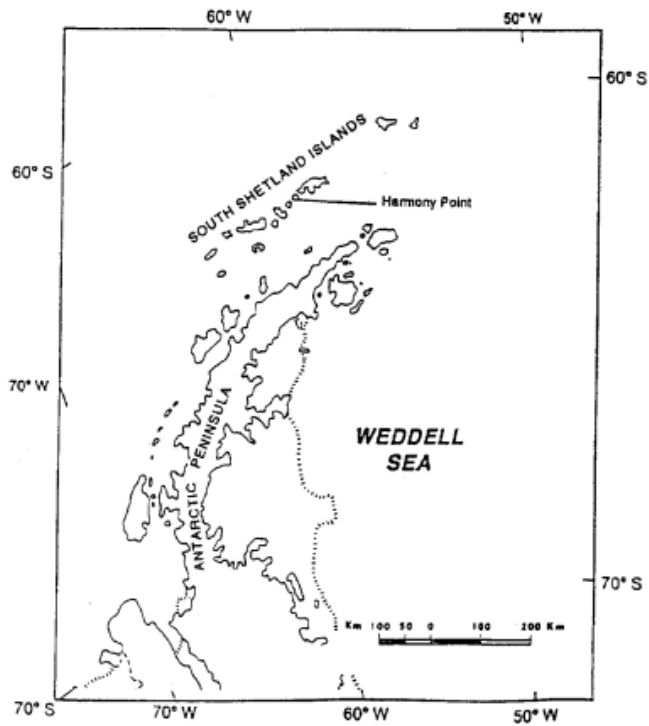 60° W
50° W
60° S
60° S
SOUTH SHETLAND ISLANDS
Harmony Point
70° W
ANTARCTIC PENINSULA
WEDDELL
SEA
70° S
Km 100 50 0 100 200 Km
70° S
70° W
60° W
50° W